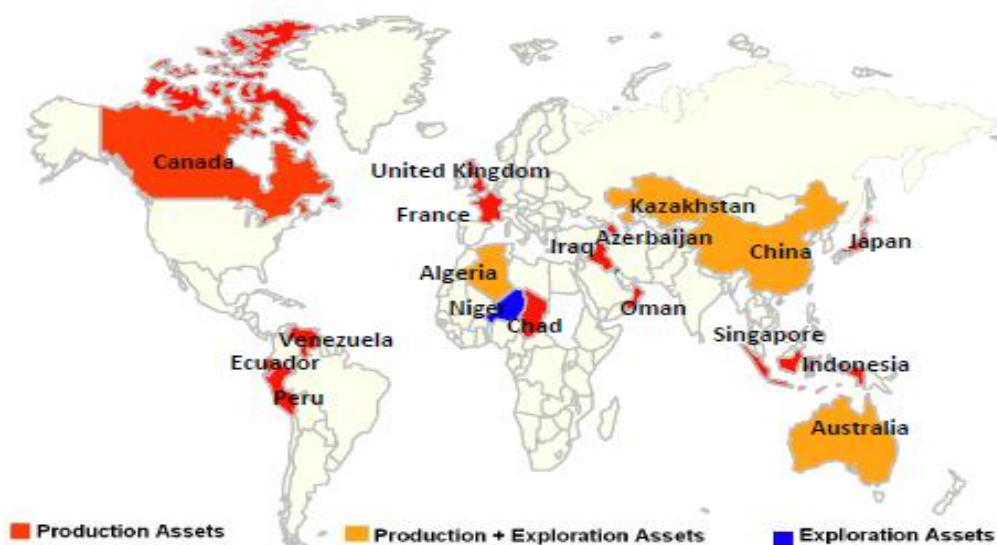 Canada
United Kingdom
France
Kazakhstan
Iraq
Azerbaijan
China
Japan
Algeria
Niger
Chad
Oman
Venezuela
Ecuador
Peru
Singapore
Indonesia
Australia
Production Assets
Production + Exploration Assets
Exploration Assets